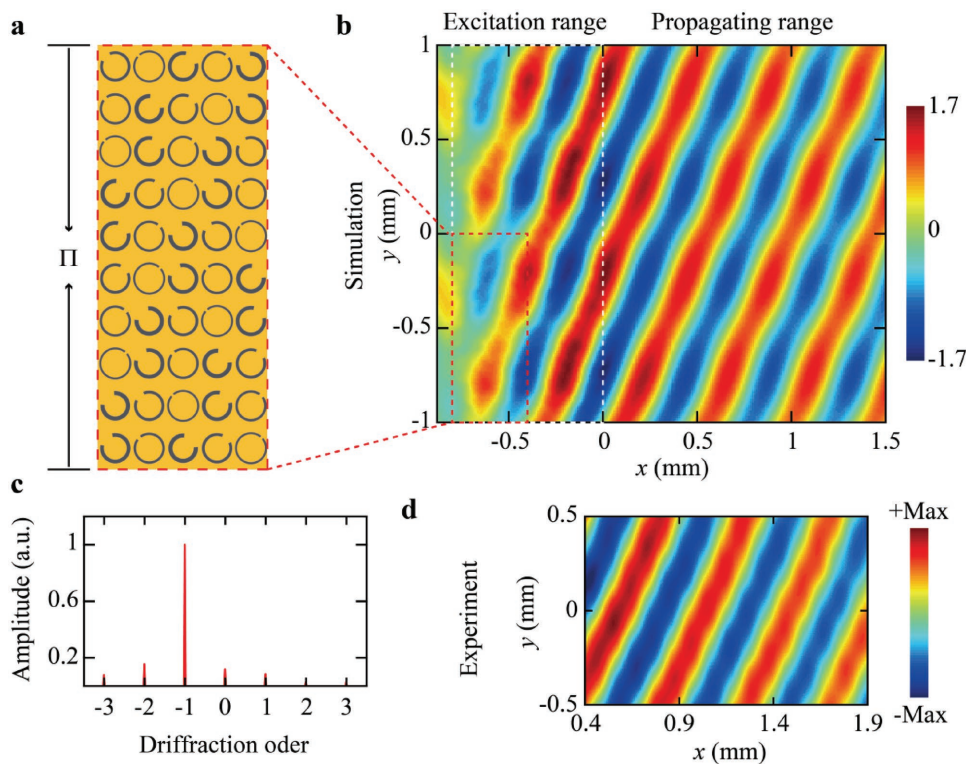 a
Π
b
Excitation range
Propagating range
Simulation
y (mm)
1
0.5
0
-0.5
-1
-0.5
0
0.5
1
1.5
x (mm)
1.7
0
-1.7
c
Amplitude (a.u.)
1
0.6
0.2
-3
-2
-1
0
1
2
3
Driffraction oder
d
Experiment
y (mm)
0.5
0
-0.5
0.4
0.9
1.4
1.9
x (mm)
+Max
-Max